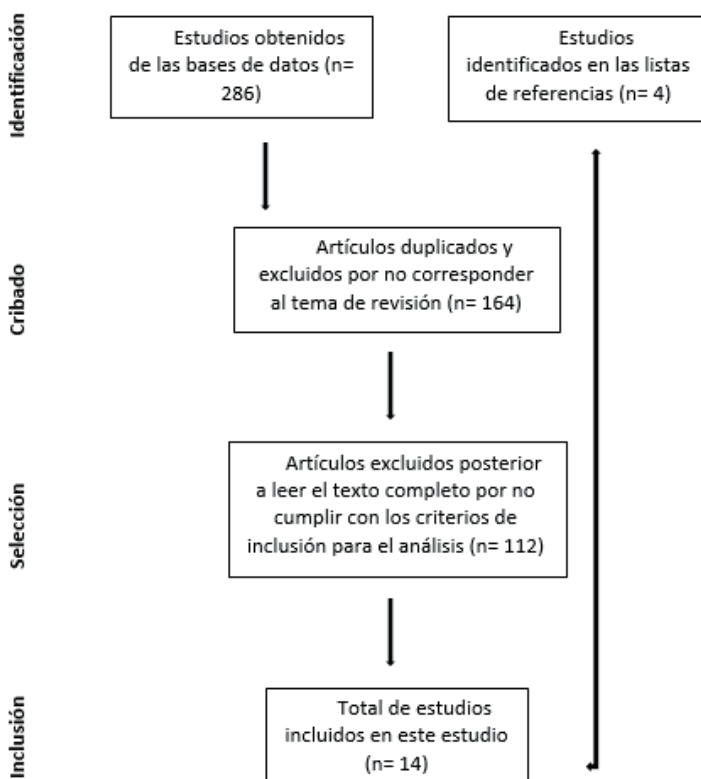 Identificación
Estudios obtenidos
de las bases de datos (n=
286)
Estudios
identificados en las listas
de referencias (n= 4)
Cribado
Artículos duplicados y
excluidos por no corresponder
al tema de revisión (n= 164)
Selección
Artículos excluidos posterior
a leer el texto completo por no
cumplir con los criterios de
inclusión para el análisis (n= 112)
Inclusión
Total de estudios
incluidos en este estudio
(n= 14)